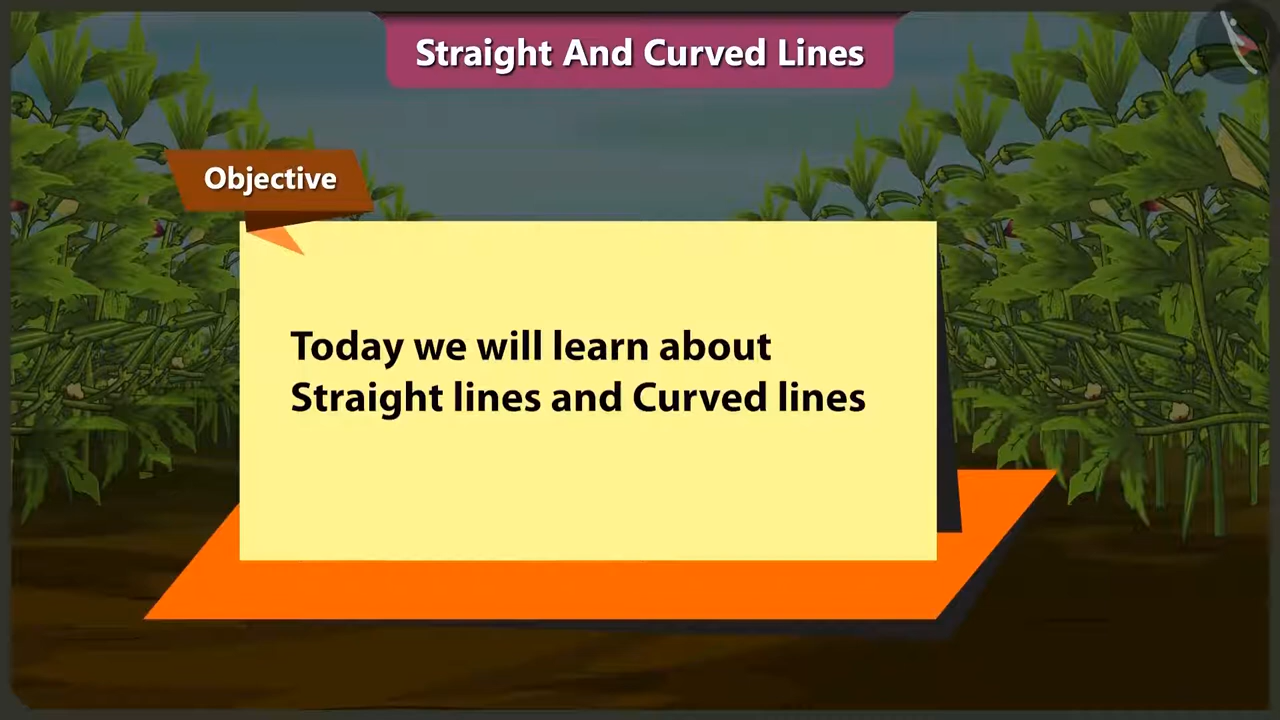 Straight And Curved Lines
Objective
Today we will learn about
Straight lines and Curved lines